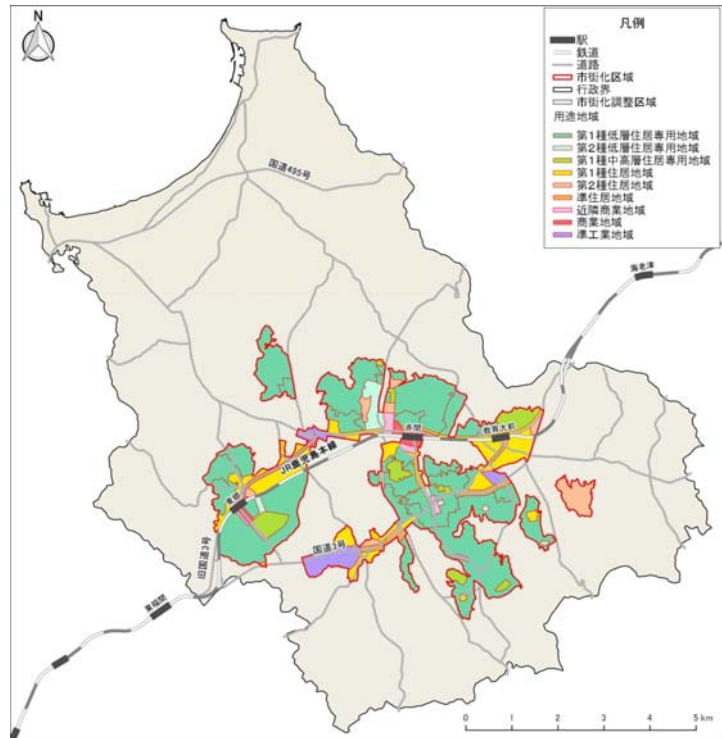 N
凡例
駅
鉄道
道路
市街化区域
行政界
市街化調整区域
用途地域
第1種低層住居専用地域
第2種低層住居専用地域
第1種中高層住居専用地域
第1種住居地域
第2種住居地域
準住居地域
近隣商業地域
商業地域
準工業地域
国道495号
海老津
赤間
教育大前
JR鹿児島本線
東郷
旧国道3号
国道3号
東福間
0 1 2 3 4 5 km